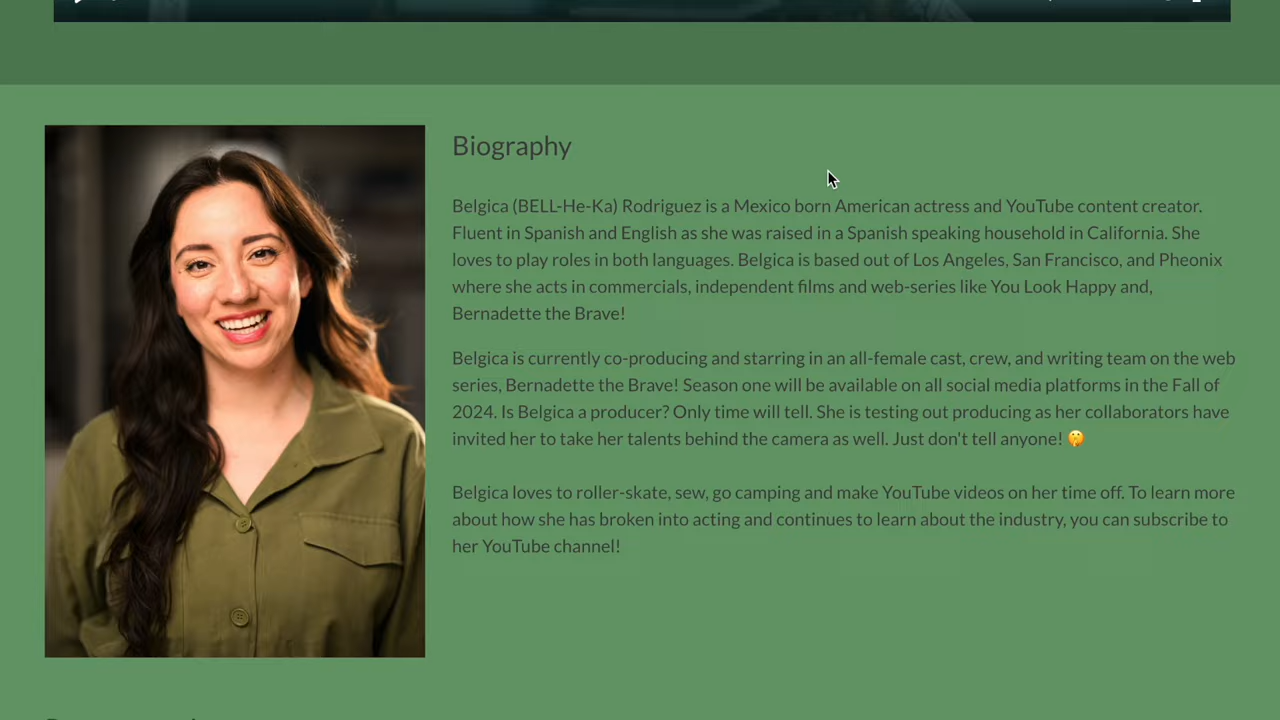 Biography
Belgica (BELL-He-Ka) Rodriguez is a Mexico born American actress and YouTube content creator.
Fluent in Spanish and English as she was raised in a Spanish speaking household in California. She
loves to play roles in both languages. Belgica is based out of Los Angeles, San Francisco, and Pheonix
where she acts in commercials, independent films and web-series like You Look Happy and,
Bernadette the Brave!
Belgica is currently co-producing and starring in an all-female cast, crew, and writing team on the web
series, Bernadette the Brave! Season one will be available on all social media platforms in the Fall of
2024. Is Belgica a producer? Only time will tell. She is testing out producing as her collaborators have
invited her to take her talents behind the camera as well. Just don't tell anyone! 🤫
Belgica loves to roller-skate, sew, go camping and make YouTube videos on her time off. To learn more
about how she has broken into acting and continues to learn about the industry, you can subscribe to
her YouTube channel!